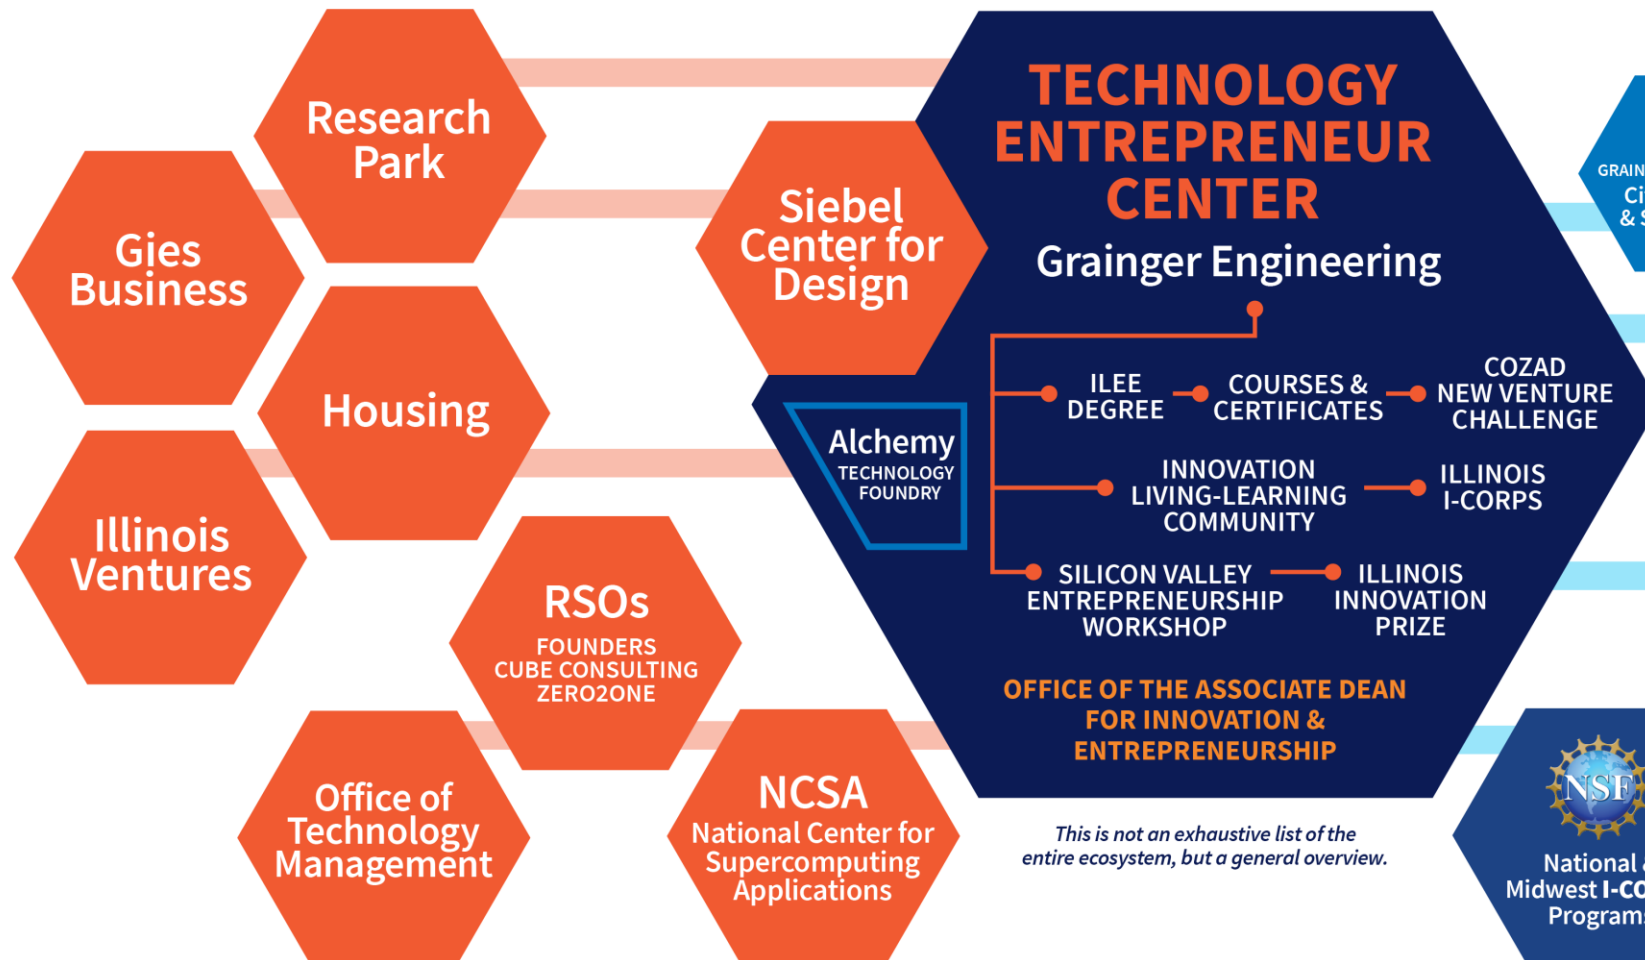 Research
Park
Gies
Business
Housing
Illinois
Ventures
RSOs
FOUNDERS
CUBE CONSULTING
ZERO2ONE
Office of
Technology
Management
NCSA
National Center for
Supercomputing
Applications
Siebel
Center for
Design
TECHNOLOGY
ENTREPRENEUR
CENTER
Grainger Engineering
ILEE
DEGREE
COURSES &
CERTIFICATES
COZAD
NEW VENTURE
CHALLENGE
INNOVATION
LIVING-LEARNING
COMMUNITY
ILLINOIS
I-CORPS
SILICON VALLEY
ENTREPRENEURSHIP
WORKSHOP
ILLINOIS
INNOVATION
PRIZE
Alchemy
TECHNOLOGY
FOUNDRY
OFFICE OF THE ASSOCIATE DEAN
FOR INNOVATION &
ENTREPRENEURSHIP
This is not an exhaustive list of the
entire ecosystem, but a general overview.
&
NSF
National
Midwest